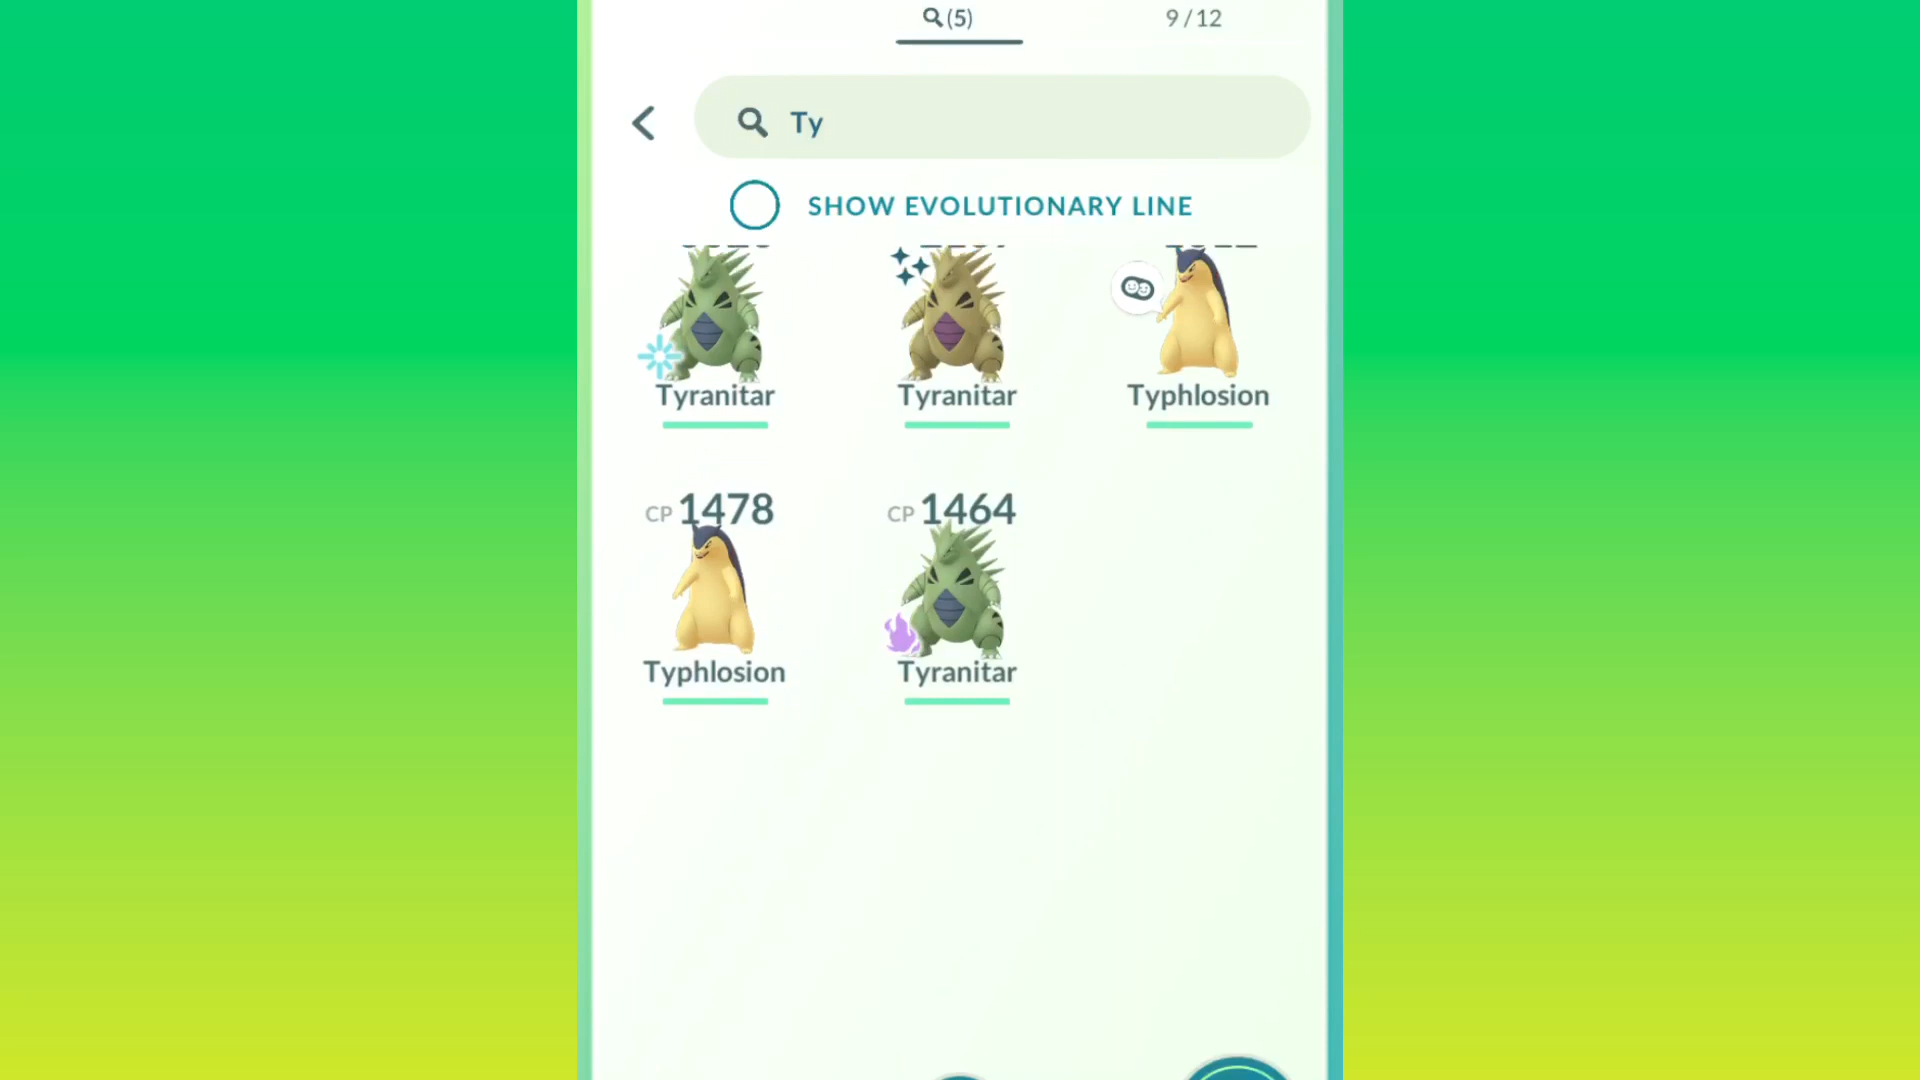 (5) 9 / 12
Ty
SHOW EVOLUTIONARY LINE
Tyranitar Tyranitar Typhlosion
CP 1478 CP 1464
Typhlosion Tyranitar